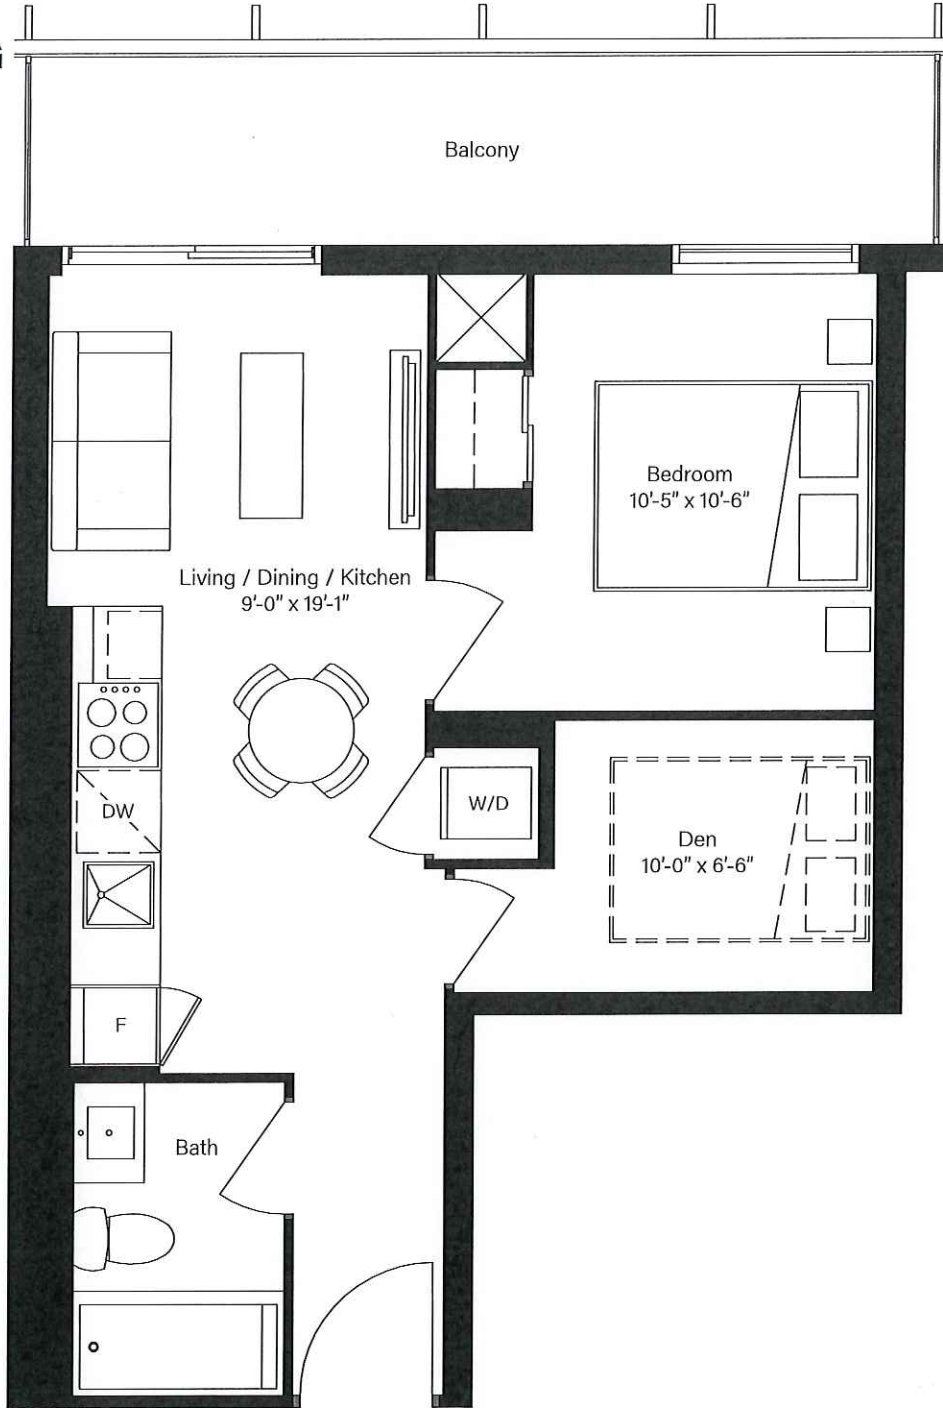 Balcony
Bedroom
10'-5" x 10'-6"
Living / Dining / Kitchen
9'-0" x 19'-1"
DW
W/D
Den
10'-0" x 6'-6"
F
Bath